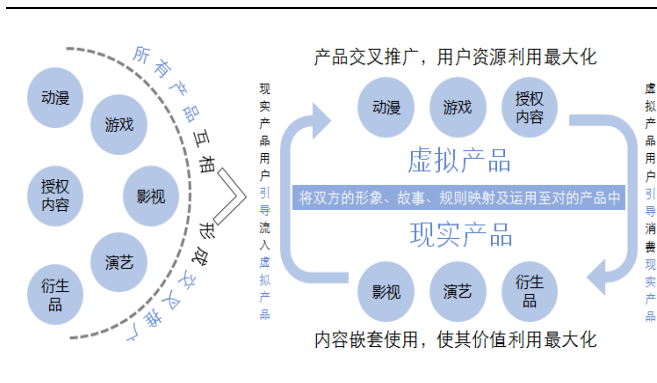 动漫
游戏
授权
内容
影视
演艺
衍生
品
所有产品互相形成交叉推广
现实产品用户引导流入虚拟产品
产品交叉推广，用户资源利用最大化
动漫
游戏
授权
内容
虚拟产品
将双方的形象、故事、规则映射及运用至对的产品中
现实产品
影视
演艺
衍生
品
内容嵌套使用，使其价值利用最大化
虚拟产品用户引导消费现实产品